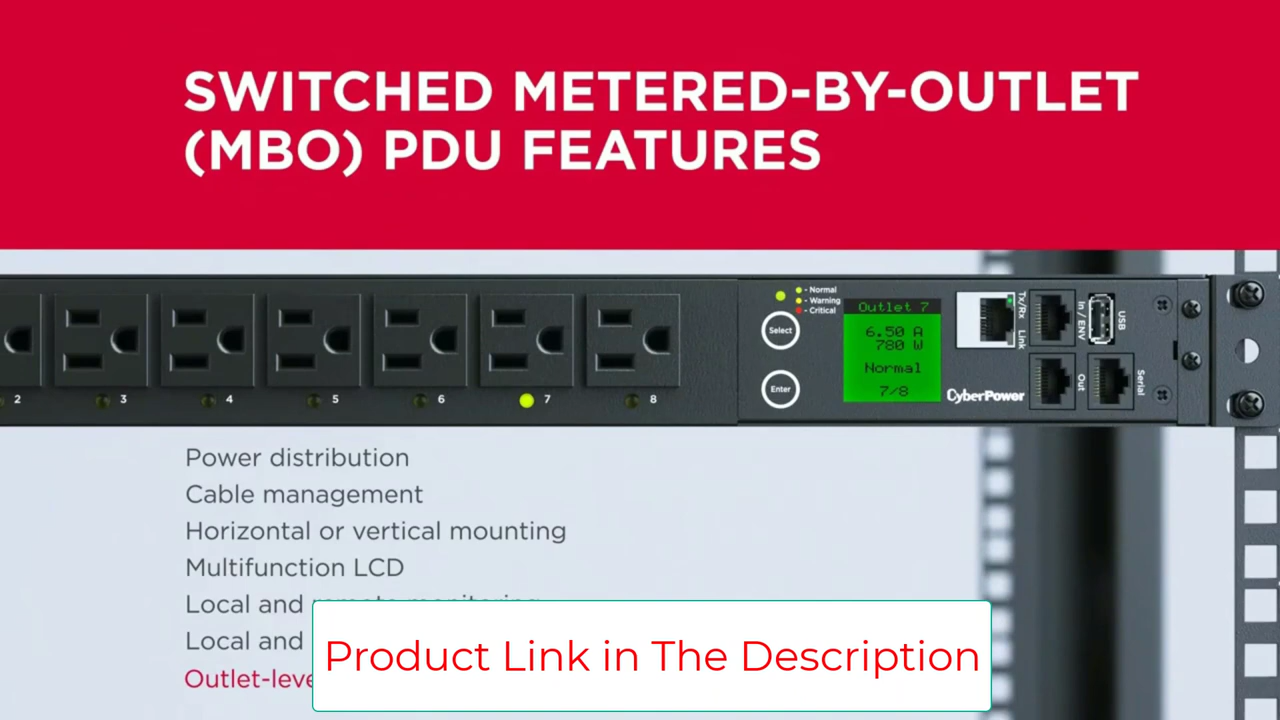 SWITCHED METERED-BY-OUTLET
(MBO) PDU FEATURES
- Normal
- Warning
- Critical
Select
Enter
Outlet 7
6.50 A
780 W
Normal
7/8
CyberPower
Tx/Rx Link
In / ENV
USB
Out
Serial
2 3 4 5 6 7 8
Power distribution
Cable management
Horizontal or vertical mounting
Multifunction LCD
Local and remote monitoring
Local and
Product Link in The Description